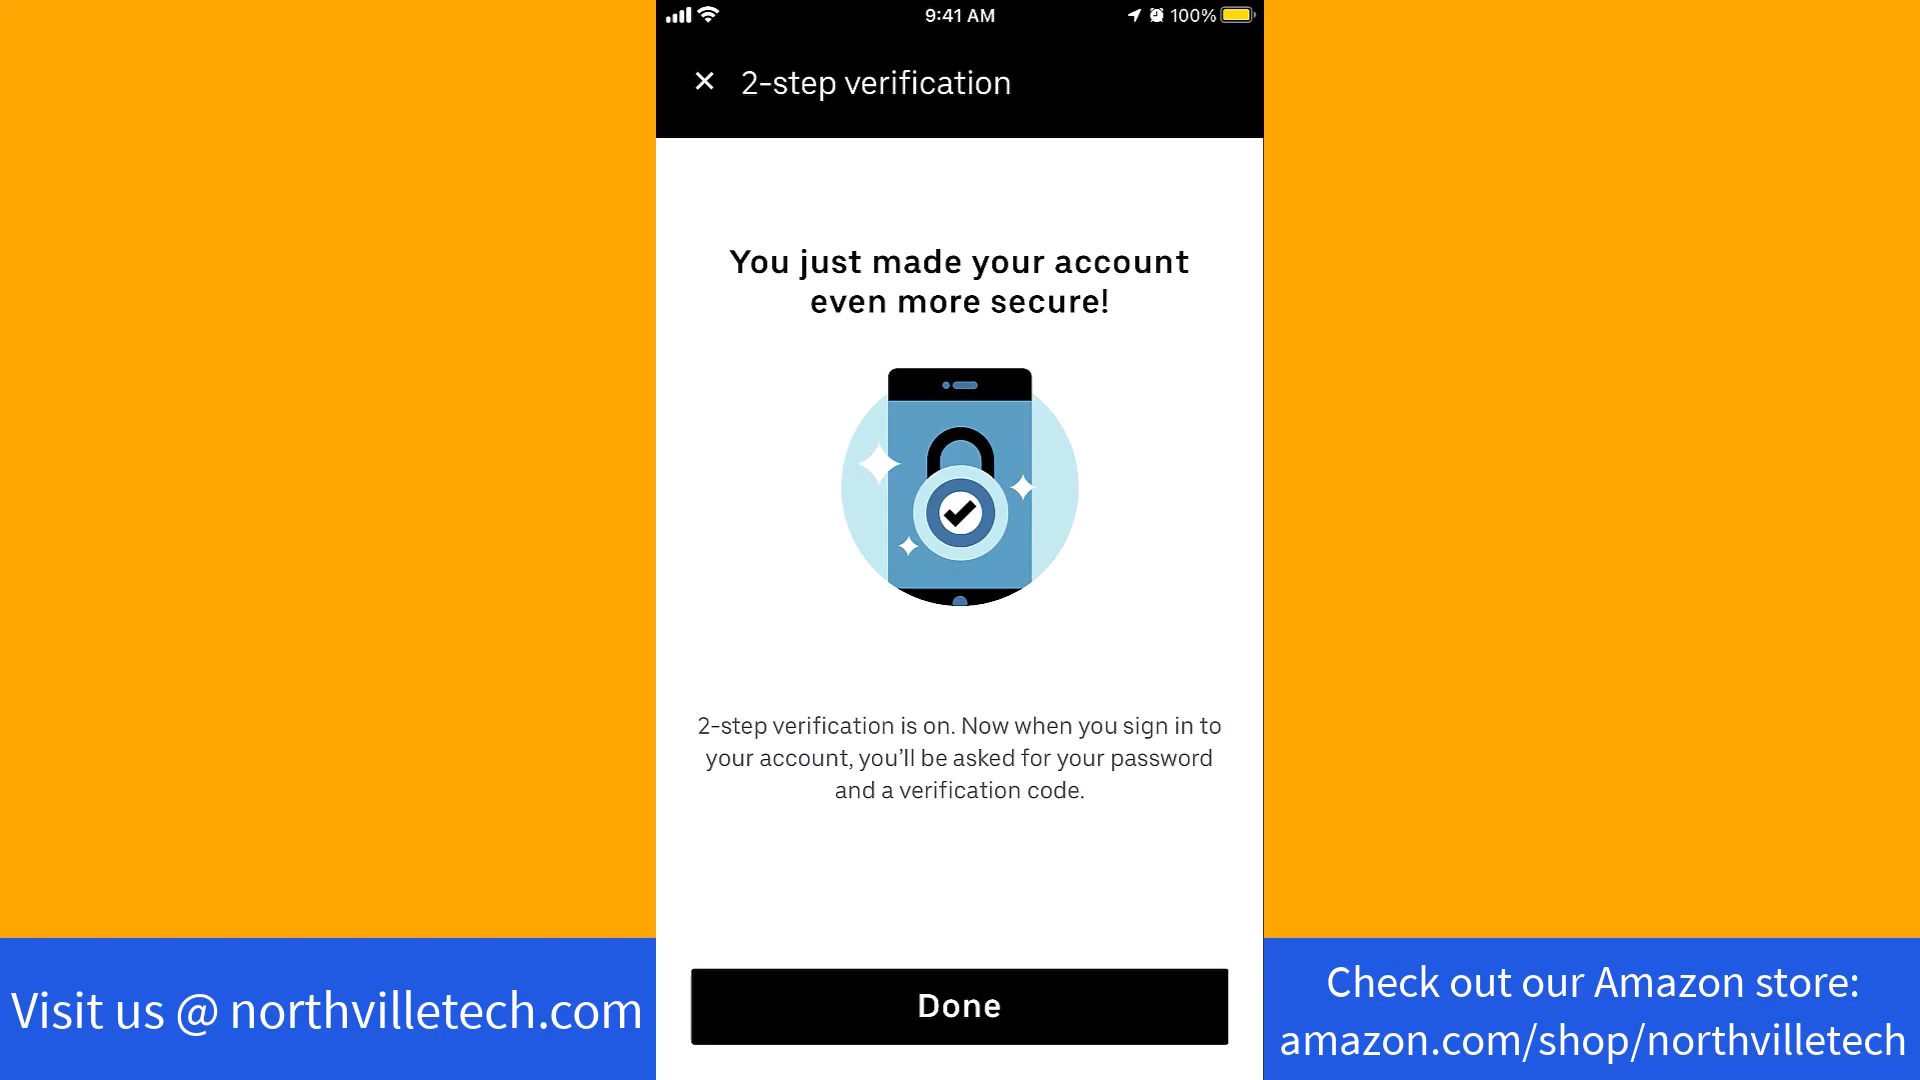 9:41 AM
100%
2-step verification
You just made your account
even more secure!
2-step verification is on. Now when you sign in to
your account, you’ll be asked for your password
and a verification code.
Done
Visit us @ northvilletech.com
Check out our Amazon store:
amazon.com/shop/northvilletech